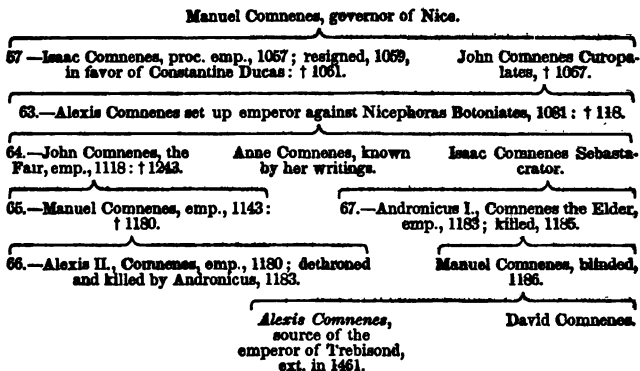 Manuel Comnenes, governor of Nice.
57—Isaac Comnenes, proc. emp., 1057; resigned, 1059, in favor of Constantine Ducas: † 1061.
John Comnenes Curopalates, † 1067.
63.—Alexis Comnenes set up emperor against Nicephoras Botoniates, 1081: † 118.
64.—John Comnenes, the Fair, emp., 1118: † 1243.
Anne Comnenes, known by her writings.
Isaac Comnenes Sebastacrator.
65.—Manuel Comnenes, emp., 1143: † 1180.
67.—Andronicus I., Comnenes the Elder, emp., 1183; killed, 1185.
66.—Alexis II., Comnenes, emp., 1180; dethroned and killed by Andronicus, 1183.
Manuel Comnenes, blinded, 1186.
Alexis Comnenes, source of the emperor of Trebisond, ext. in 1461.
David Comnenes.